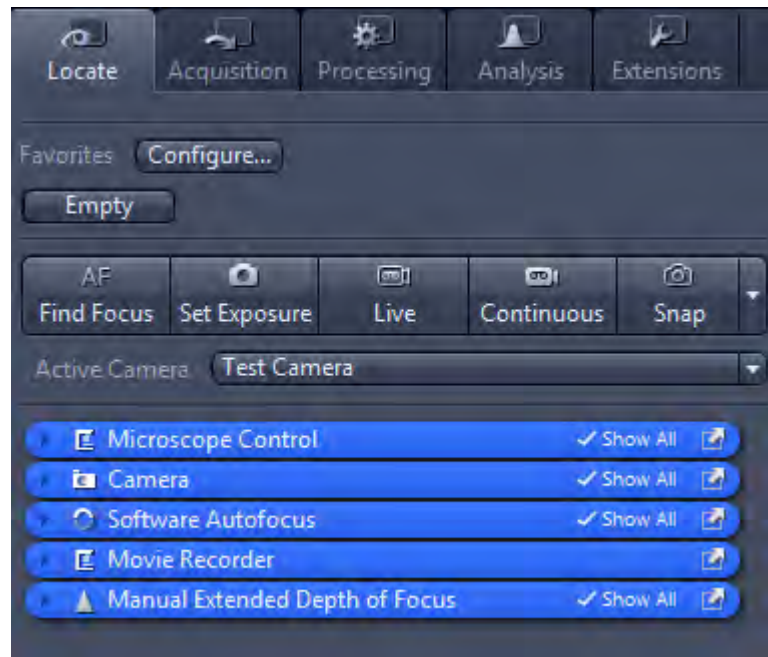 Locate Acquisition Processing Analysis Extensions
Favorites Configure...
Empty
AF
Find Focus Set Exposure Live Continuous Snap
Active Camera Test Camera
Microscope Control Show All
Camera Show All
Software Autofocus Show All
Movie Recorder
Manual Extended Depth of Focus Show All